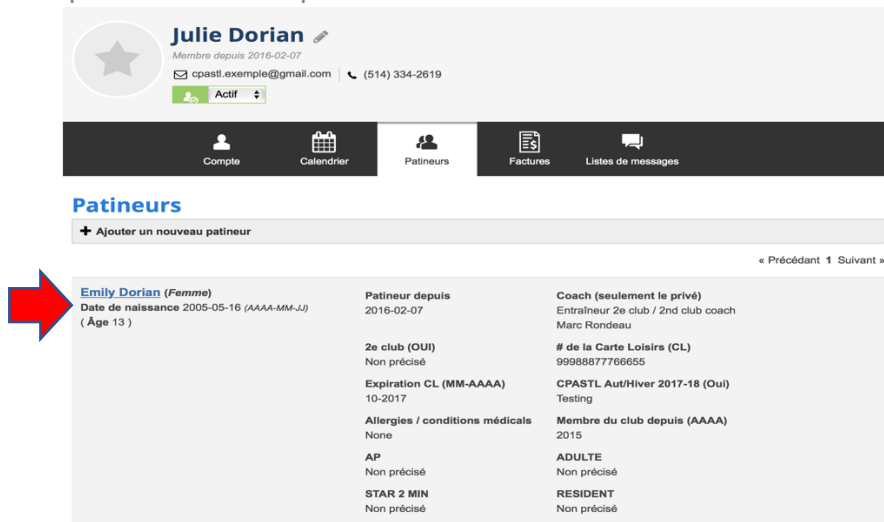 Julie Dorian
Membre depuis 2016-02-07
cpastl.exemple@gmail.com (514) 334-2619
Actif
Compte Calendrier Patineurs Factures Listes de messages
Patineurs
Ajouter un nouveau patineur
« Précédant 1 Suivant »
Emily Dorian (Femme)
Date de naissance 2005-05-16 (AAAA-MM-JJ)
( Âge 13 )
Patineur depuis
2016-02-07
Coach (seulement le privé)
Entraîneur 2e club / 2nd club coach
Marc Rondeau
2e club (OUI)
Non précisé
# de la Carte Loisirs (CL)
99988877766655
Expiration CL (MM-AAAA)
10-2017
CPASTL Aut/Hiver 2017-18 (Oui)
Testing
Allergies / conditions médicals
None
Membre du club depuis (AAAA)
2015
AP
Non précisé
ADULTE
Non précisé
STAR 2 MIN
Non précisé
RESIDENT
Non précisé